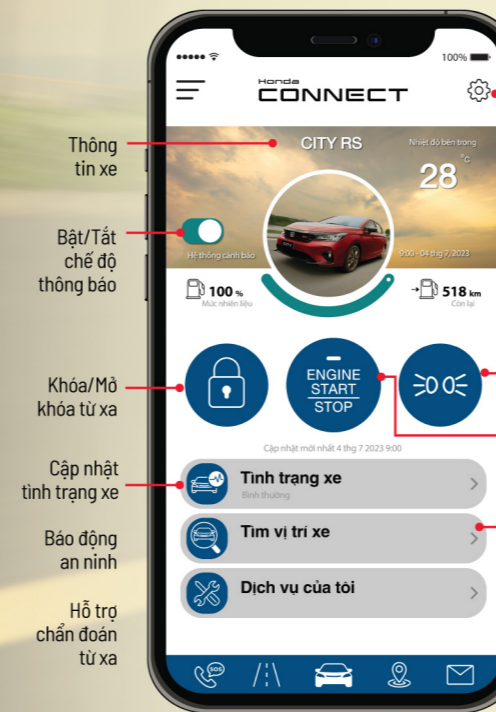 100%
Honda
CONNECT
Thông
tin xe
CITY RS
Nhiệt độ bên trong
28 °C
Bật/Tắt
chế độ
thông báo
Hệ thống cảnh báo
9:00 - 04 thg 7, 2023
100 %
Mức nhiên liệu
518 km
Còn lại
Khóa/Mở
khóa từ xa
ENGINE
START
STOP
Cập nhật mới nhất 4 thg 7 2023 9:00
Cập nhật
tình trạng xe
Tình trạng xe
Bình thường
Báo động
an ninh
Tìm vị trí xe
Hỗ trợ
chẩn đoán
từ xa
Dịch vụ của tôi
SOS